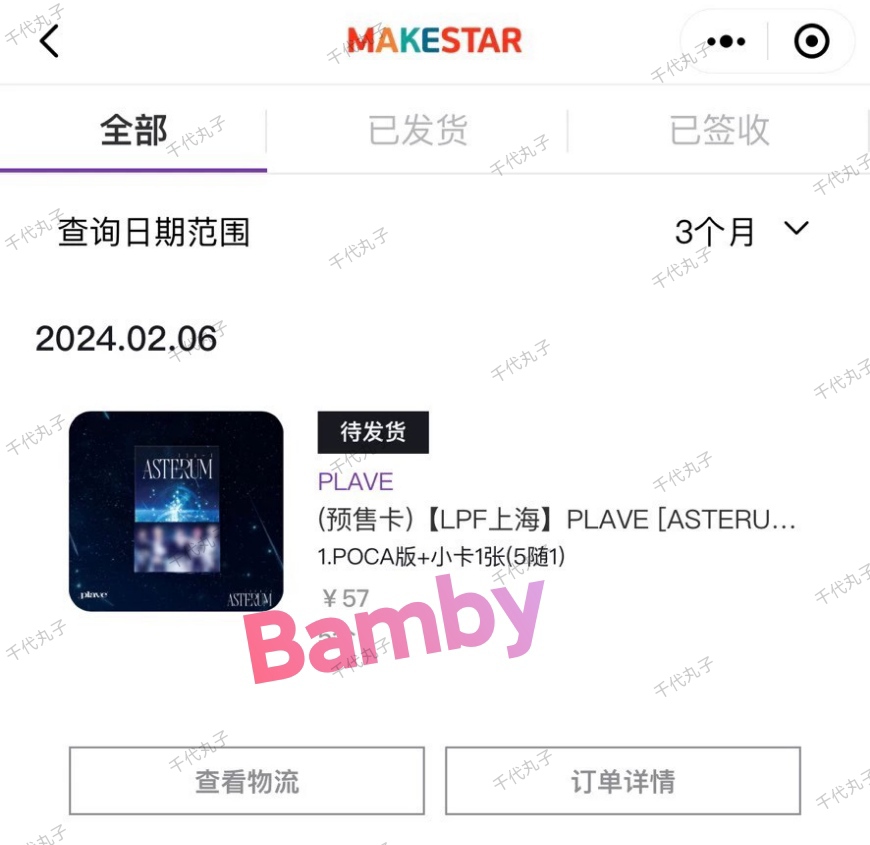 MAKESTAR
全部
已发货
已签收
查询日期范围
3个月
2024.02.06
ASTERUM
plave
ASTERUM
待发货
PLAVE
(预售卡)【LPF上海】PLAVE [ASTERU...
1.POCA版+小卡1张(5随1)
￥57
Bamby
查看物流
订单详情
千代丸子